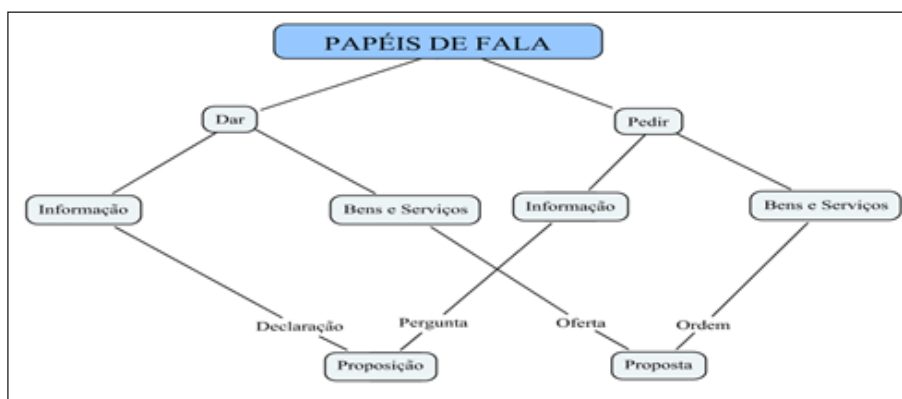 PAPÉIS DE FALA
Dar
Pedir
Informação
Bens e Serviços
Informação
Bens e Serviços
Declaração
Pergunta
Oferta
Ordem
Proposição
Proposta